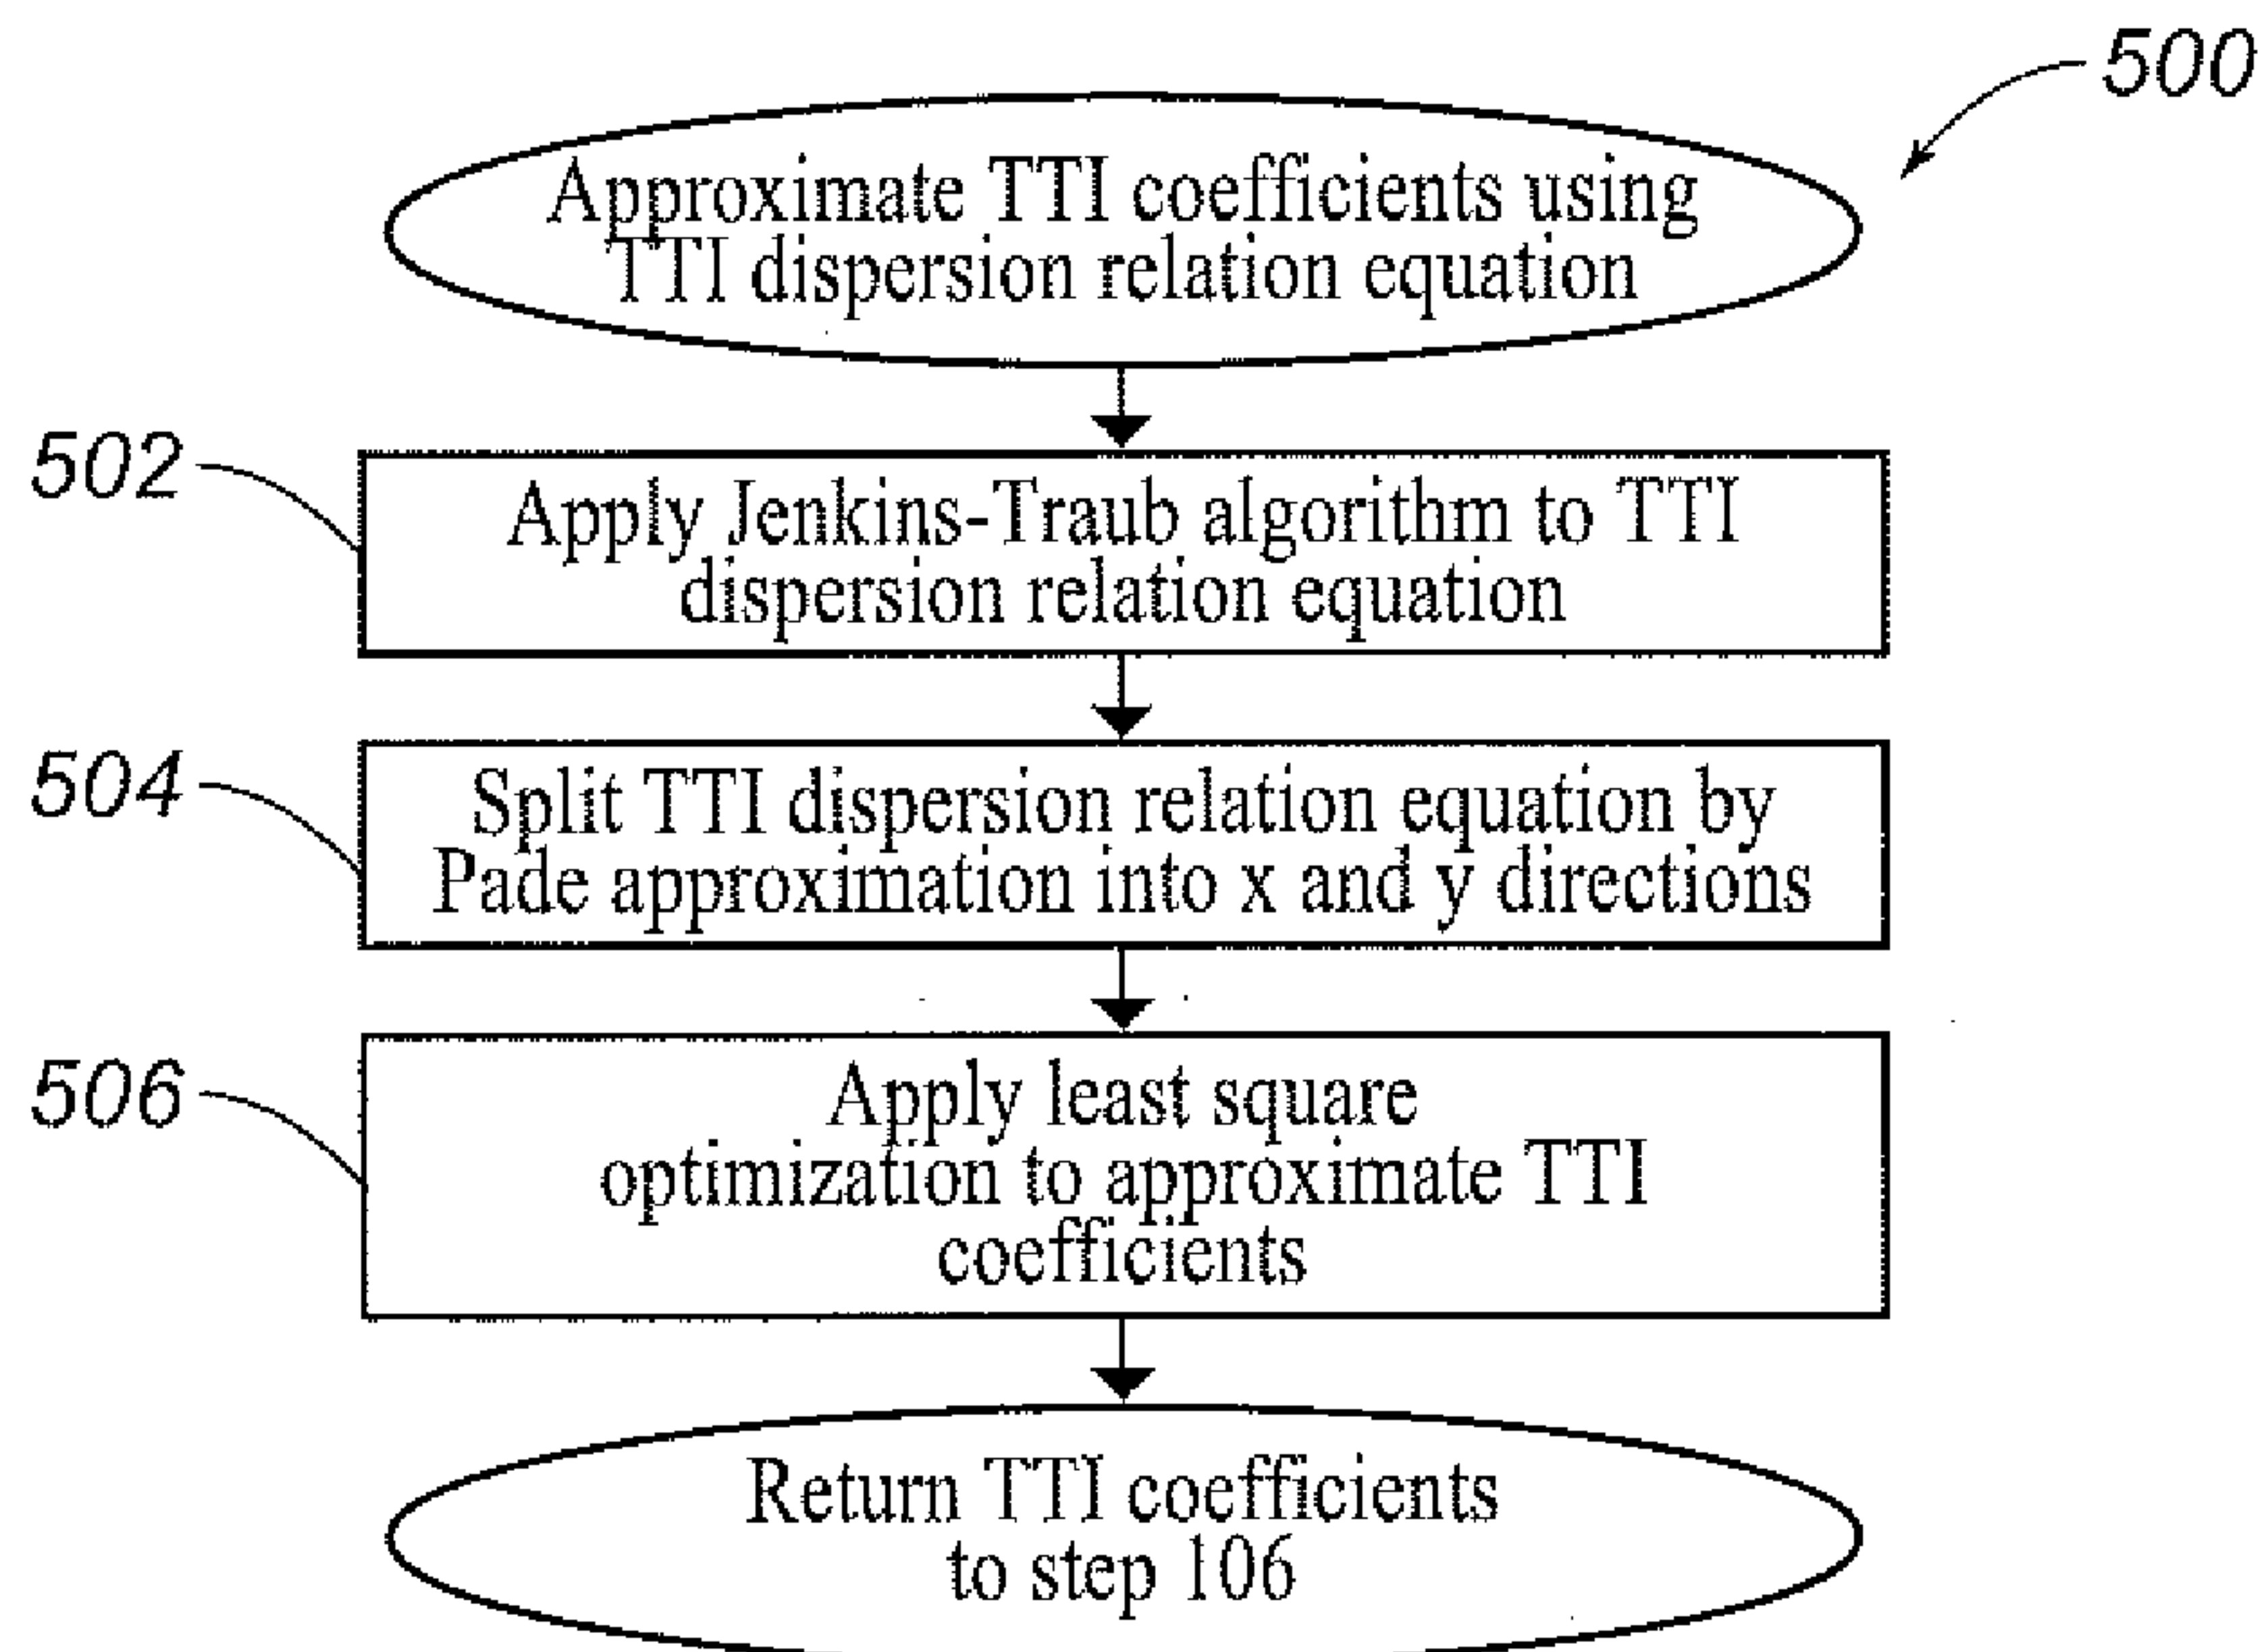 500
Approximate TTI coefficients using
TTI dispersion relation equation
502
Apply Jenkins-Traub algorithm to TTI
dispersion relation equation
504
Split TTI dispersion relation equation by
Pade approximation into x and y directions
506
Apply least square
optimization to approximate TTI
coefficients
Return TTI coefficients
to step 106